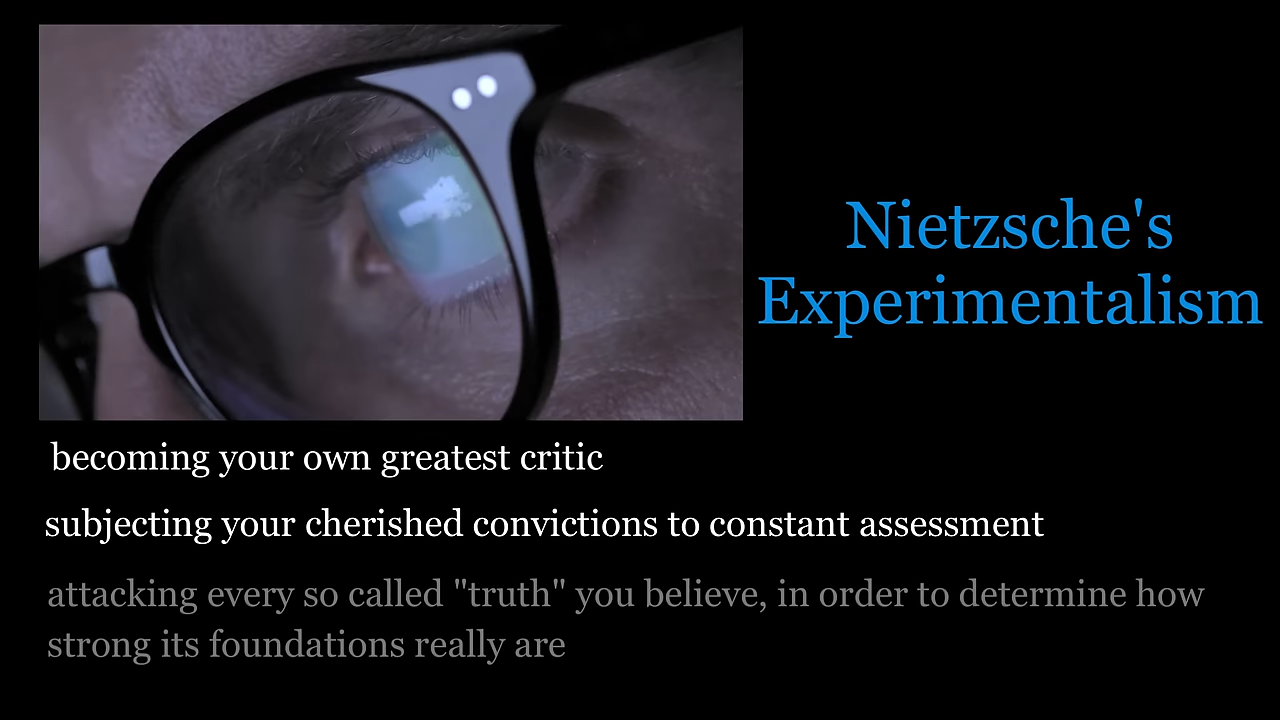 Nietzsche's
Experimentalism
becoming your own greatest critic
subjecting your cherished convictions to constant assessment
attacking every so called "truth" you believe, in order to determine how
strong its foundations really are